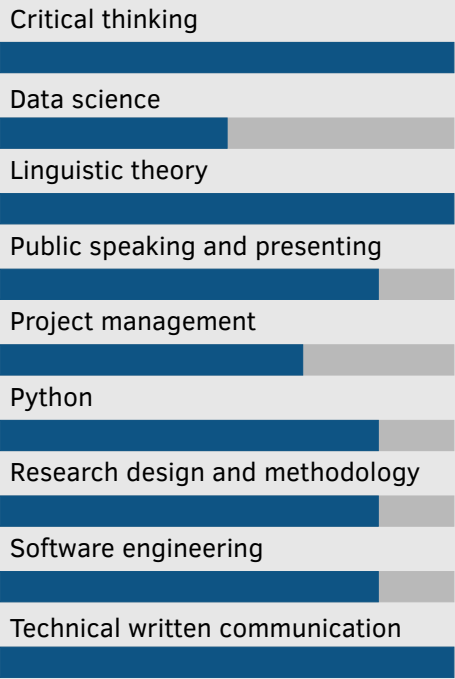 Critical thinking
Data science
Linguistic theory
Public speaking and presenting
Project management
Python
Research design and methodology
Software engineering
Technical written communication